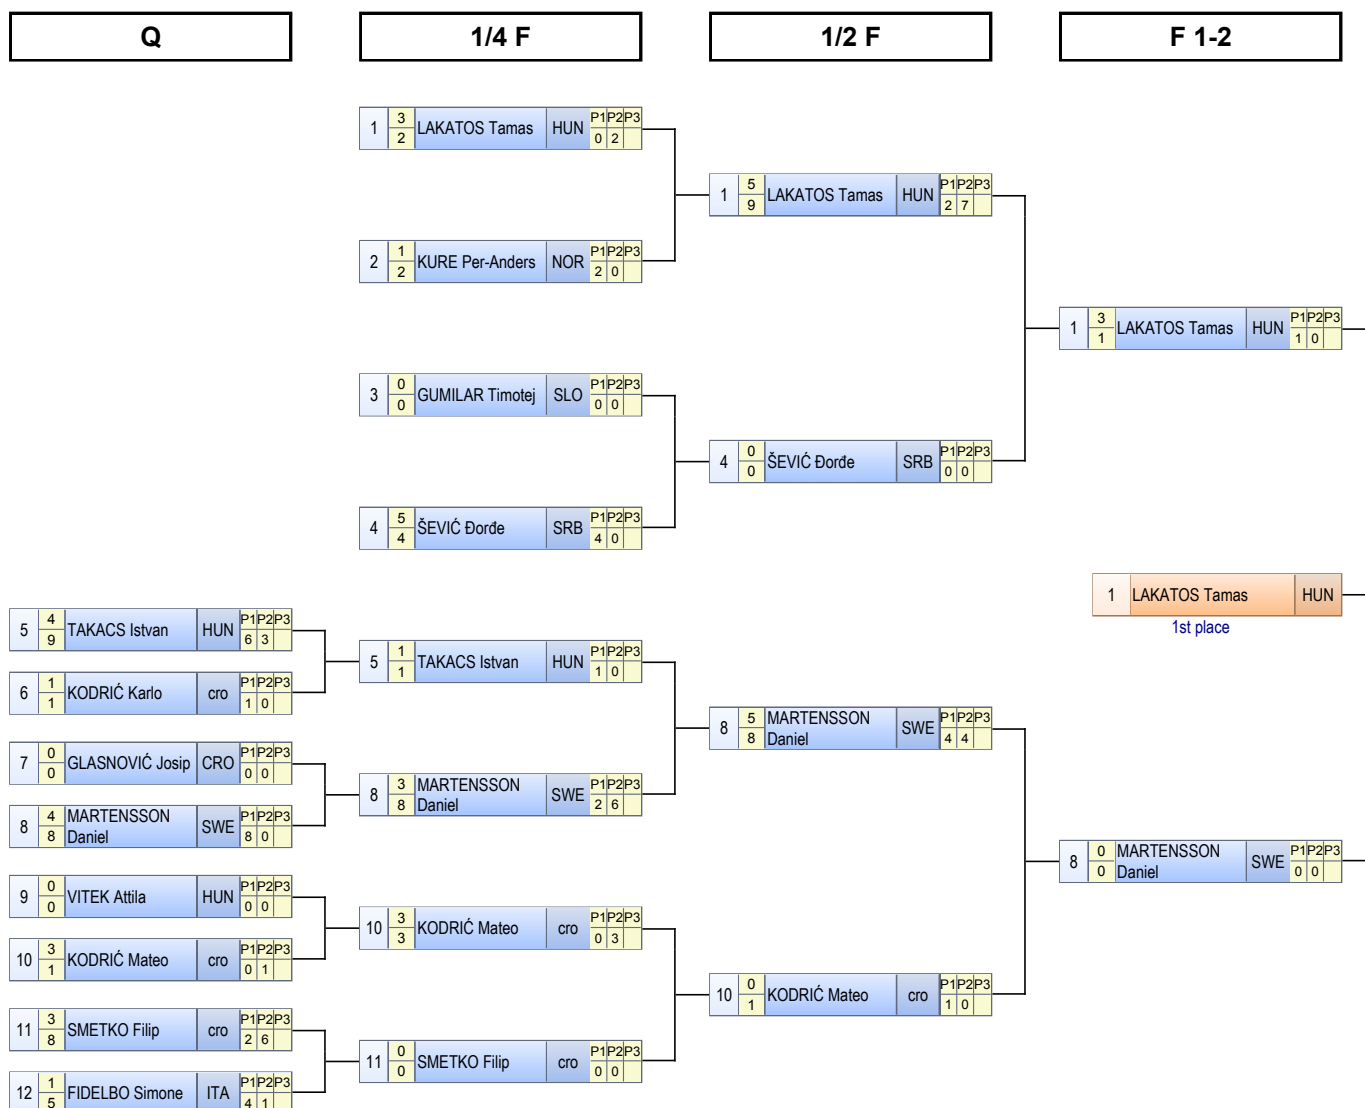 Q 1/4 F 1/2 F F 1-2
1 3 2 LAKATOS Tamas HUN P1 P2 P3 0 2
1 5 9 LAKATOS Tamas HUN P1 P2 P3 2 7
2 1 2 KURE Per-Anders NOR P1 P2 P3 2 0
1 3 1 LAKATOS Tamas HUN P1 P2 P3 1 0
3 0 0 GUMILAR Timotej SLO P1 P2 P3 0 0
4 0 0 ŠEVIĆ Đorđe SRB P1 P2 P3 0 0
4 5 4 ŠEVIĆ Đorđe SRB P1 P2 P3 4 0
1 LAKATOS Tamas HUN
1st place
5 4 9 TAKACS Istvan HUN P1 P2 P3 6 3
5 1 1 TAKACS Istvan HUN P1 P2 P3 1 0
6 1 1 KODRIĆ Karlo cro P1 P2 P3 1 0
8 5 8 MARTENSSON Daniel SWE P1 P2 P3 4 4
7 0 0 GLASNOVIĆ Josip CRO P1 P2 P3 0 0
8 3 8 MARTENSSON Daniel SWE P1 P2 P3 2 6
8 4 8 MARTENSSON Daniel SWE P1 P2 P3 8 0
8 0 0 MARTENSSON Daniel SWE P1 P2 P3 0 0
9 0 0 VITEK Attila HUN P1 P2 P3 0 0
10 3 3 KODRIĆ Mateo cro P1 P2 P3 0 3
10 3 1 KODRIĆ Mateo cro P1 P2 P3 0 1
10 0 1 KODRIĆ Mateo cro P1 P2 P3 1 0
11 3 8 SMETKO Filip cro P1 P2 P3 2 6
11 0 0 SMETKO Filip cro P1 P2 P3 0 0
12 1 5 FIDELBO Simone ITA P1 P2 P3 4 1